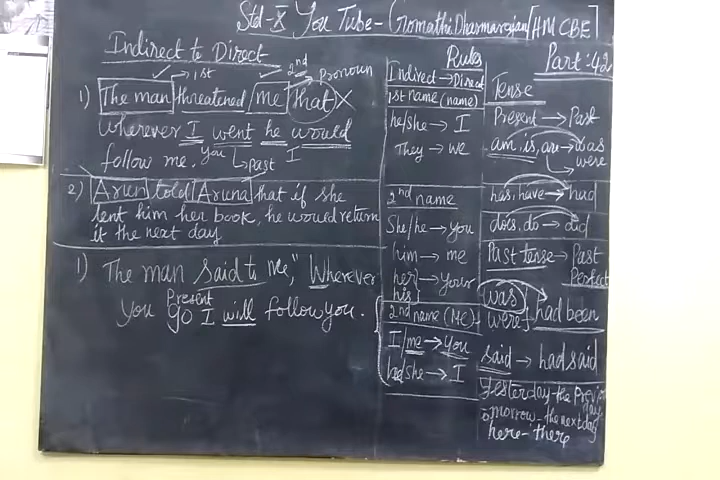 Std-X You Tube-Gomathi Dharmarajan [HM CBE]
Indirect to Direct
→ 1st 2nd
→ Pronoun
1) The man threatened me that X
wherever I went he would
follow me. you → Past I
2) Arun told Aruna that if she
lent him her book, he would return
it the next day.
1) The man said to me," Wherever
Present
you go I will follow you.
Rules
Indirect → Direct
1st name (name)
he/she → I
They → we
2nd name
She/he → you
him → me
her → your
his
2nd name (Me)
I/me → you
he/she → I
Part: 42
Tense
Present → Past
am, is, are → was
were
has, have → had
does, do → did
Past tense → Past
Perfect
was
were → had been
said → had said
Yesterday - the previous
day
tomorrow - the next day
here - there